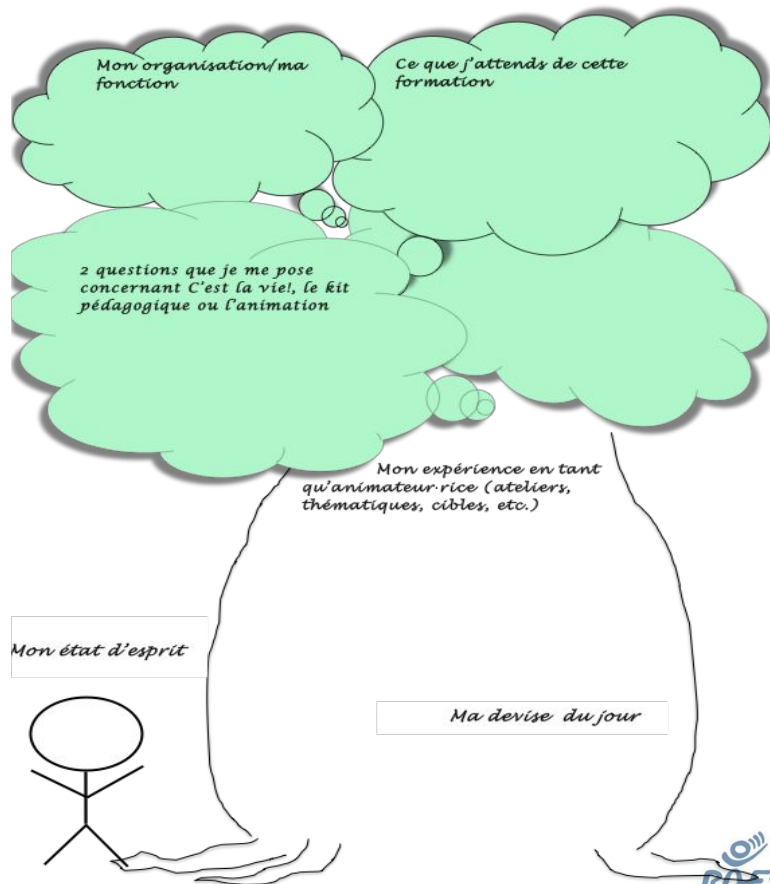 Mon organisation/ma
fonction
Ce que j'attends de cette
formation
2 questions que je me pose
concernant C'est la vie!, le kit
pédagogique ou l'animation
Mon expérience en tant
qu'animateur·rice (ateliers,
thématiques, cibles, etc.)
Mon état d'esprit
Ma devise du jour